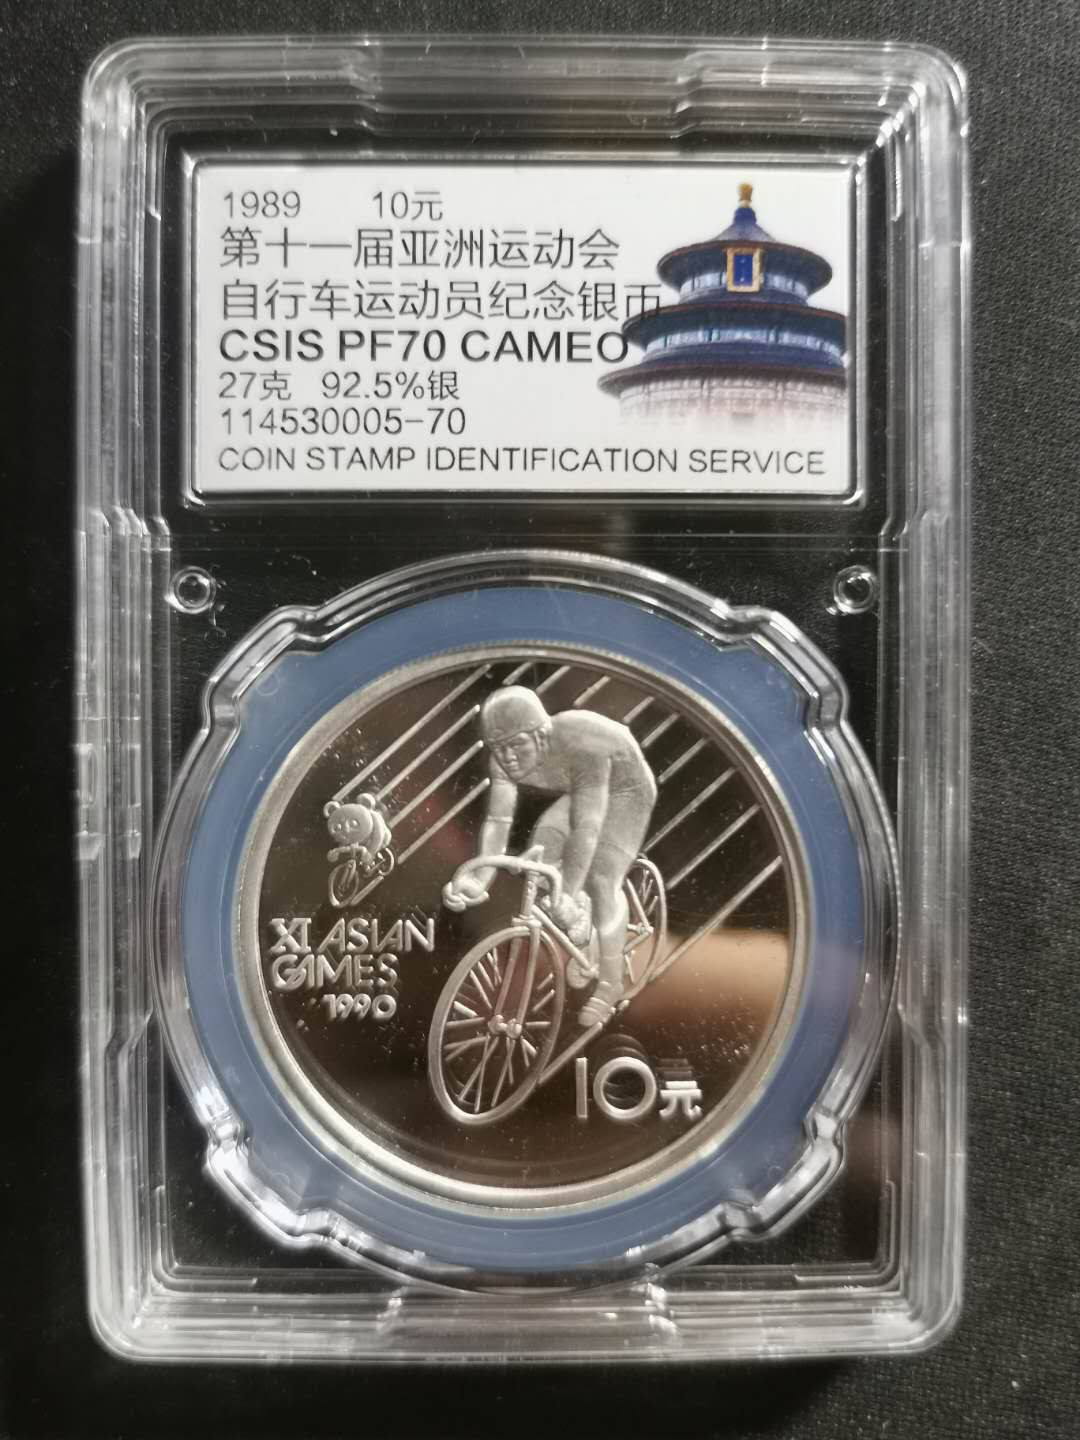 1989 10元
第十一届亚洲运动会
自行车运动员纪念银币
CSIS PF70 CAMEO
27克 92.5%银
114530005-70
COIN STAMP IDENTIFICATION SERVICE
XI ASIAN
GAMES
1990
10元